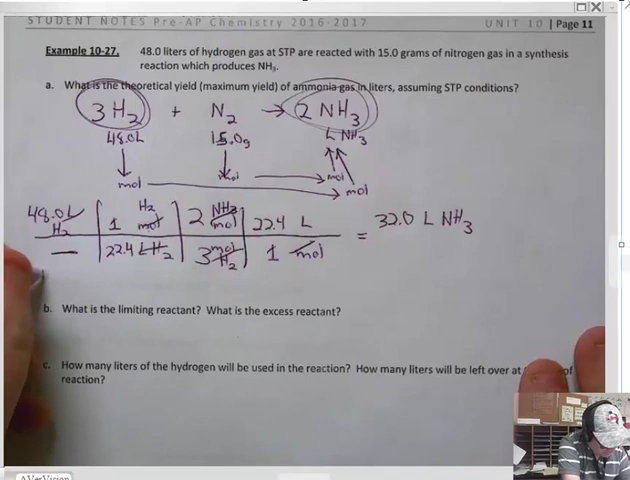 STUDENT NOTES Pre-AP Chemistry 2016-2017 UNIT 10 | Page 11
Example 10-27. 48.0 liters of hydrogen gas at STP are reacted with 15.0 grams of nitrogen gas in a synthesis
reaction which produces NH₃.
a. What is the theoretical yield (maximum yield) of ammonia gas in liters, assuming STP conditions?
3H₂ + N₂ → 2 NH₃
48.0L 15.0g L NH₃
mol mol mol
mol
48.0L H₂ 1 H₂ mol 2 NH₃ mol 22.4 L = 32.0 L NH₃
22.4 L H₂ 3 mol H₂ 1 mol
b. What is the limiting reactant? What is the excess reactant?
c. How many liters of the hydrogen will be used in the reaction? How many liters will be left over at of
reaction?
AVerVision